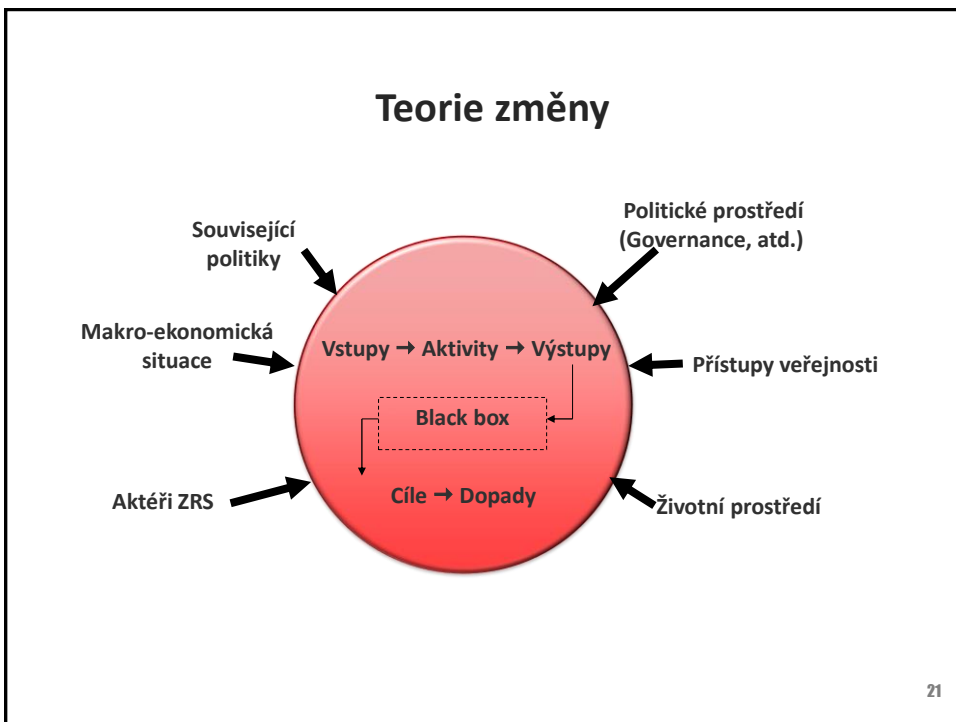 Teorie změny
Související
politiky
Politické prostředí
(Governance, atd.)
Makro-ekonomická
situace
Vstupy → Aktivity → Výstupy
Přístupy veřejnosti
Black box
Cíle → Dopady
Aktéři ZRS
Životní prostředí
21